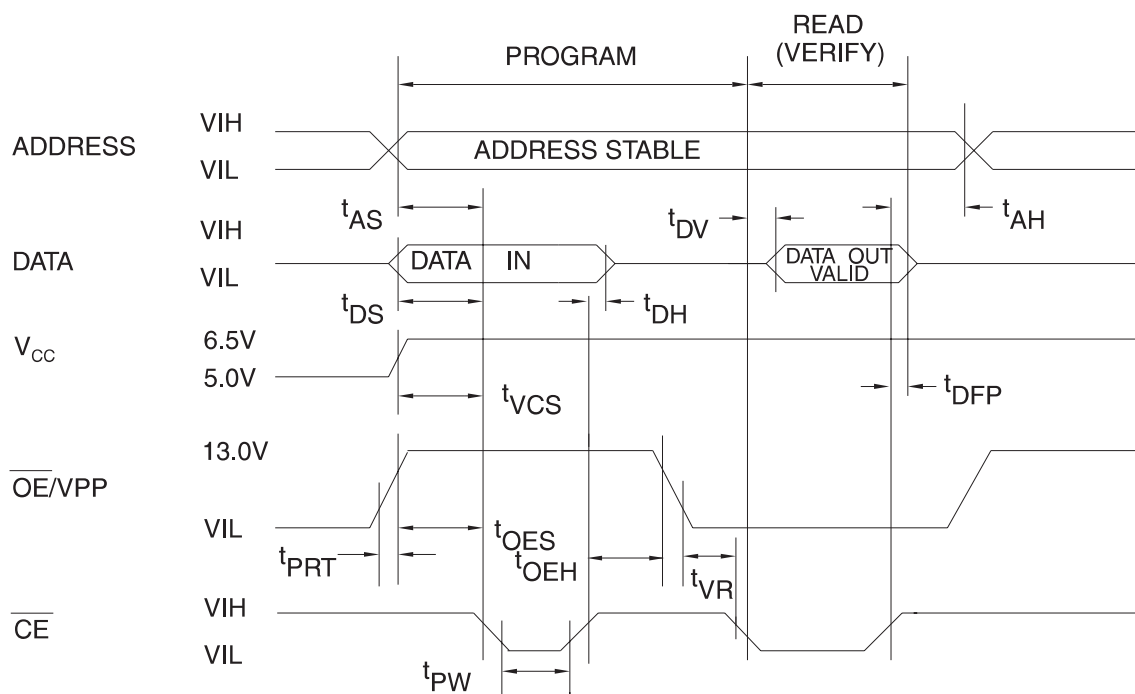 READ
(VERIFY)
PROGRAM
ADDRESS
VIH
VIL
ADDRESS STABLE
tAS
tDV
tAH
DATA
VIH
VIL
DATA IN
DATA OUT
VALID
tDS
tDH
VCC
6.5V
5.0V
tVCS
tDFP
OE/VPP
13.0V
VIL
tPRT
tOES
tOEH
tVR
CE
VIH
VIL
tPW